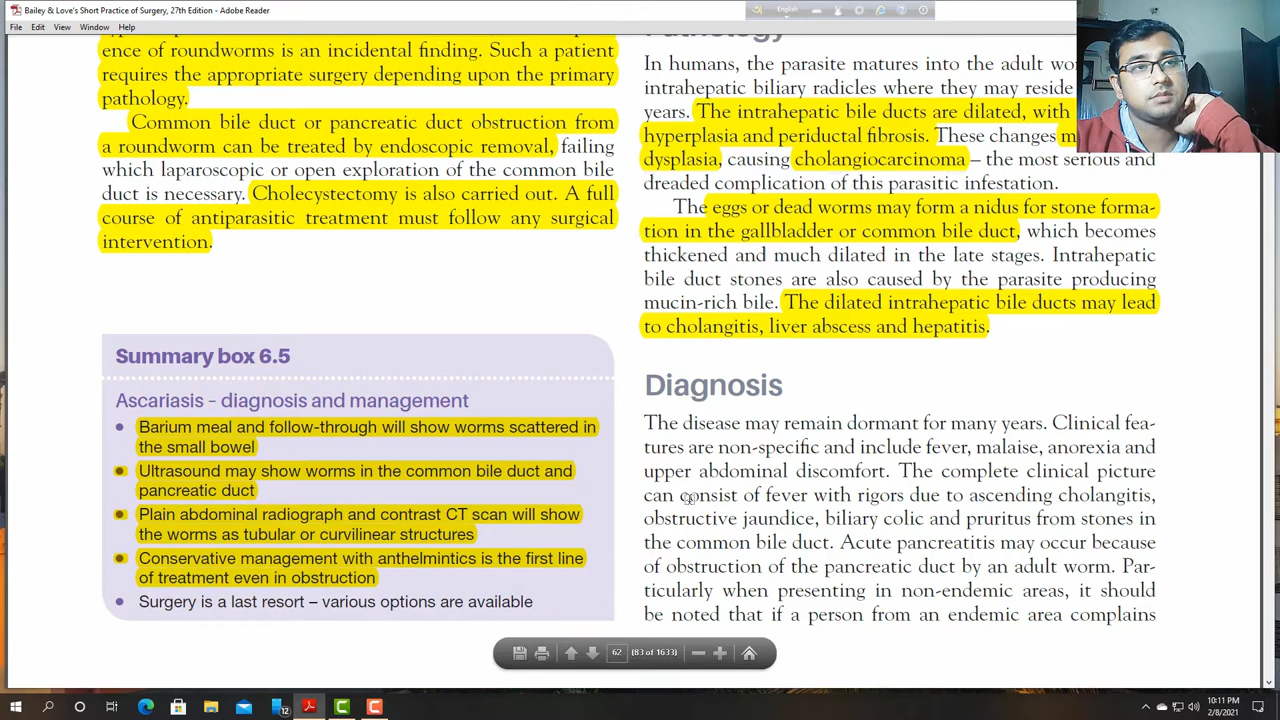 Bailey & Love's Short Practice of Surgery, 27th Edition - Adobe Reader
English
File Edit View Window Help
ence of roundworms is an incidental finding. Such a patient
requires the appropriate surgery depending upon the primary
pathology.
Common bile duct or pancreatic duct obstruction from
a roundworm can be treated by endoscopic removal, failing
which laparoscopic or open exploration of the common bile
duct is necessary. Cholecystectomy is also carried out. A full
course of antiparasitic treatment must follow any surgical
intervention.
Summary box 6.5
Ascariasis – diagnosis and management
• Barium meal and follow-through will show worms scattered in
the small bowel
• Ultrasound may show worms in the common bile duct and
pancreatic duct
• Plain abdominal radiograph and contrast CT scan will show
the worms as tubular or curvilinear structures
• Conservative management with anthelmintics is the first line
of treatment even in obstruction
• Surgery is a last resort – various options are available
Pathology
In humans, the parasite matures into the adult
intrahepatic biliary radicles where they may reside
years. The intrahepatic bile ducts are dilated, with
hyperplasia and periductal fibrosis. These changes
dysplasia, causing cholangiocarcinoma – the most serious and
dreaded complication of this parasitic infestation.
The eggs or dead worms may form a nidus for stone forma-
tion in the gallbladder or common bile duct, which becomes
thickened and much dilated in the late stages. Intrahepatic
bile duct stones are also caused by the parasite producing
mucin-rich bile. The dilated intrahepatic bile ducts may lead
to cholangitis, liver abscess and hepatitis.
Diagnosis
The disease may remain dormant for many years. Clinical fea-
tures are non-specific and include fever, malaise, anorexia and
upper abdominal discomfort. The complete clinical picture
can consist of fever with rigors due to ascending cholangitis,
obstructive jaundice, biliary colic and pruritus from stones in
the common bile duct. Acute pancreatitis may occur because
of obstruction of the pancreatic duct by an adult worm. Par-
ticularly when presenting in non-endemic areas, it should
be noted that if a person from an endemic area complains
62 (83 of 1633)
12
10:11 PM
2/8/2021